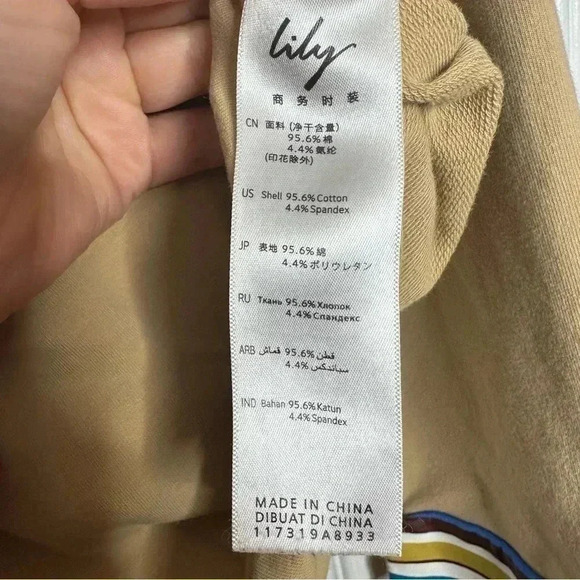 lily
商务时装
CN 面料 (净干含量)
95.6% 棉
4.4% 氨纶
(印花除外)
US Shell 95.6% Cotton
4.4% Spandex
JP 表地 95.6% 綿
4.4% ポリウレタン
RU Ткань 95.6% Хлопок
4.4% Спандекс
ARB قماش 95.6% قطن
4.4% سباندكس
IND Bahan 95.6% Katun
4.4% Spandex
MADE IN CHINA
DIBUAT DI CHINA
117319A8933